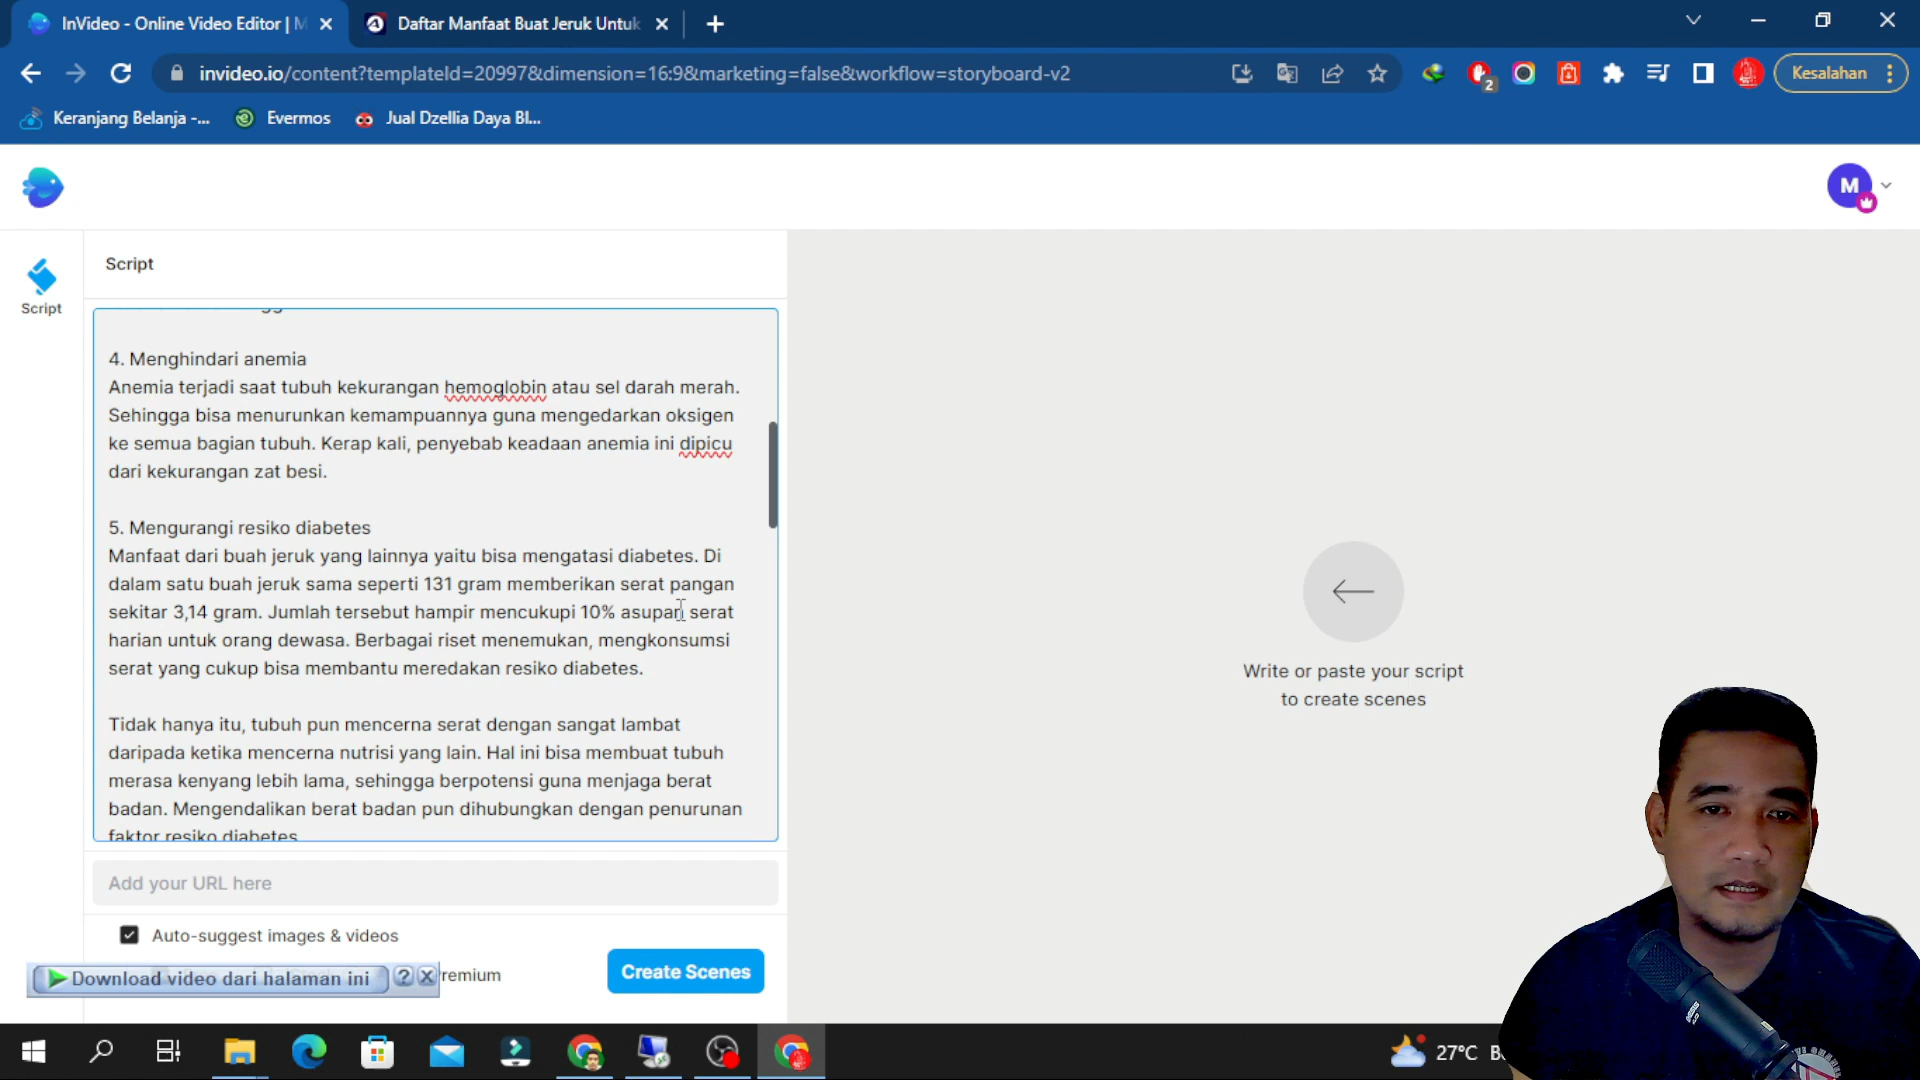 InVideo - Online Video Editor | M
Daftar Manfaat Buat Jeruk Untuk
invideo.io/content?templateId=20997&dimension=16:9&marketing=false&workflow=storyboard-v2
2
Kesalahan
Keranjang Belanja -...
Evermos
Jual Dzellia Daya Bl...
M
Script
Script
4. Menghindari anemia
Anemia terjadi saat tubuh kekurangan hemoglobin atau sel darah merah.
Sehingga bisa menurunkan kemampuannya guna mengedarkan oksigen
ke semua bagian tubuh. Kerap kali, penyebab keadaan anemia ini dipicu
dari kekurangan zat besi.
5. Mengurangi resiko diabetes
Manfaat dari buah jeruk yang lainnya yaitu bisa mengatasi diabetes. Di
dalam satu buah jeruk sama seperti 131 gram memberikan serat pangan
sekitar 3,14 gram. Jumlah tersebut hampir mencukupi 10% asupan serat
harian untuk orang dewasa. Berbagai riset menemukan, mengkonsumsi
serat yang cukup bisa membantu meredakan resiko diabetes.
Tidak hanya itu, tubuh pun mencerna serat dengan sangat lambat
daripada ketika mencerna nutrisi yang lain. Hal ini bisa membuat tubuh
merasa kenyang lebih lama, sehingga berpotensi guna menjaga berat
badan. Mengendalikan berat badan pun dihubungkan dengan penurunan
faktor resiko diabetes
Write or paste your script
to create scenes
Add your URL here
Auto-suggest images & videos
Download video dari halaman ini ?
remium
Create Scenes
27°C